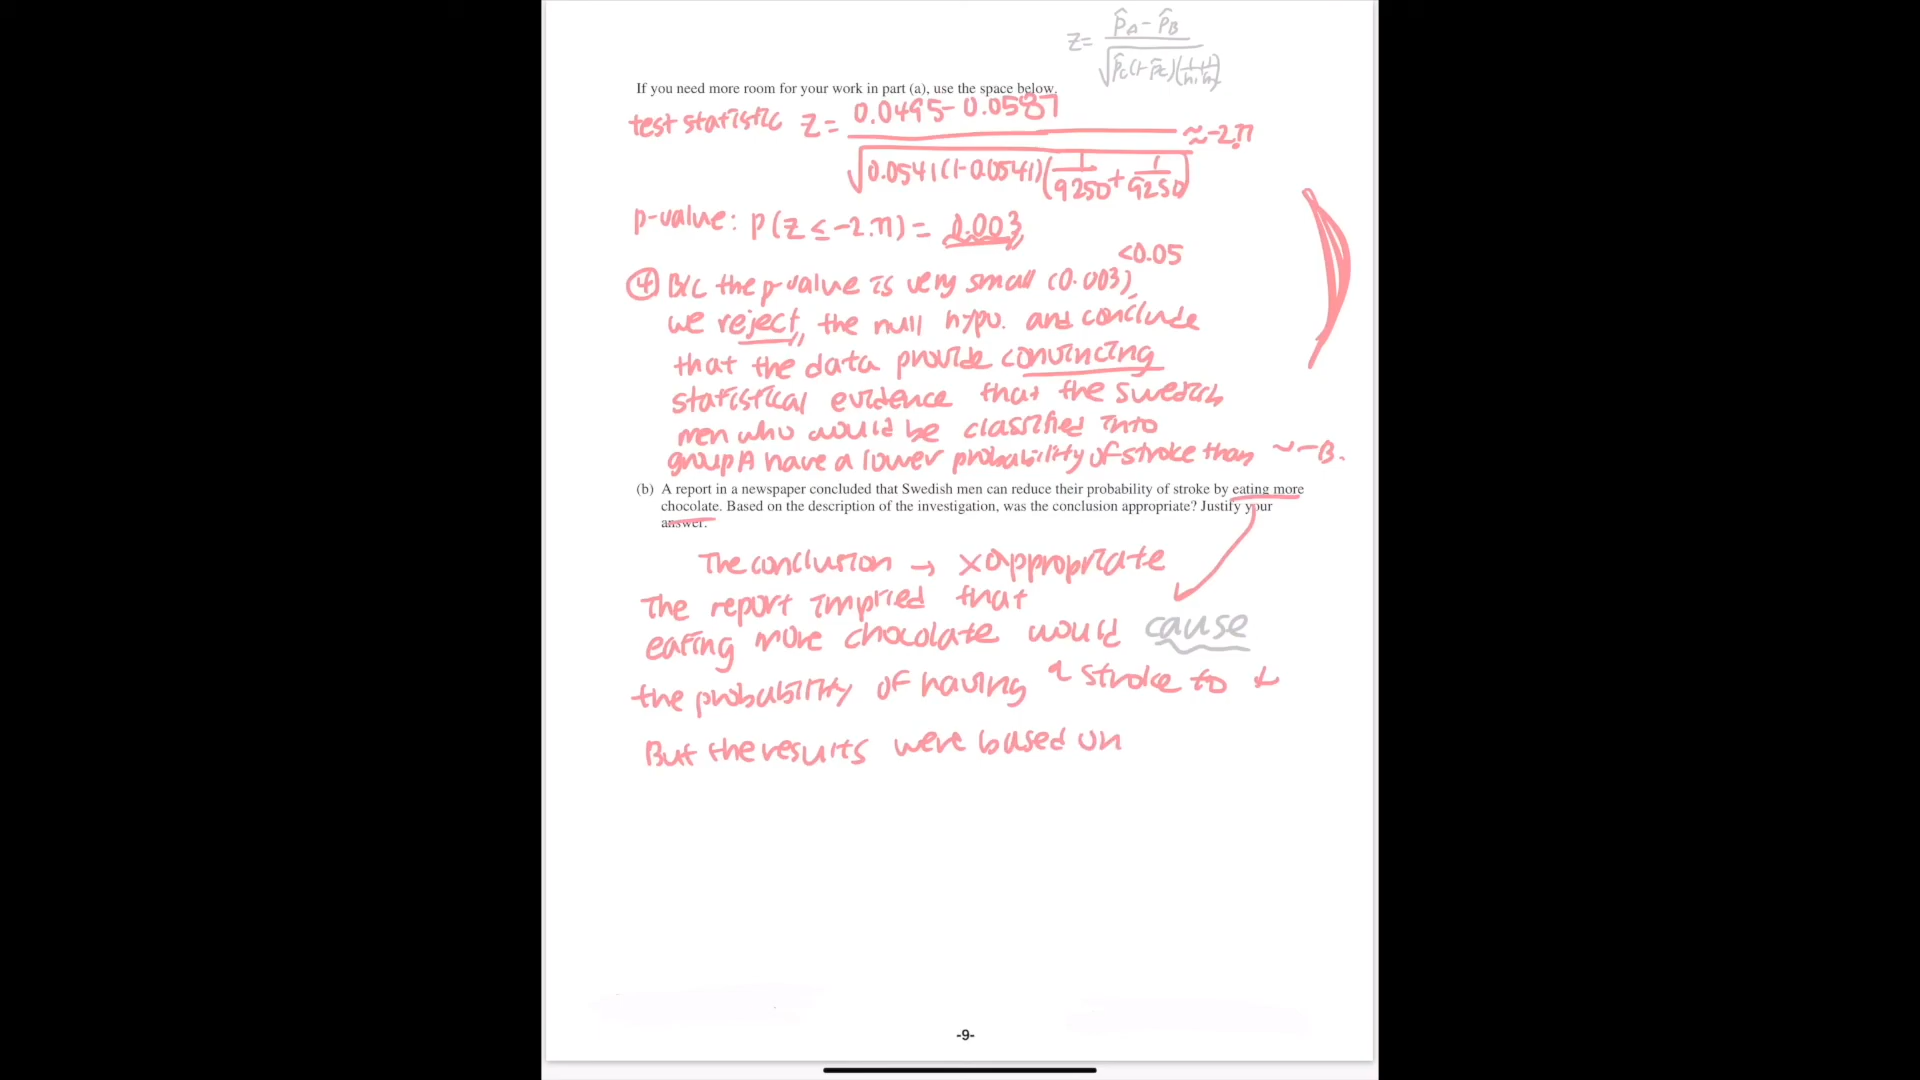 z = p̂A - p̂B / √p̂c(1-p̂c)(1/n1 + 1/n2)
If you need more room for your work in part (a), use the space below.
test statistic z = 0.0495 - 0.0587 / √0.0541(1-0.0541)(1/9250 + 1/9250) ≈ -2.77
p-value: P(z ≤ -2.77) = 0.003
<0.05
④ B/C the p-value is very small (0.003),
we reject the null hypo. and conclude
that the data provide convincing
statistical evidence that the swedish
men who would be classified into
group A have a lower probability of stroke than ~ - B.
(b) A report in a newspaper concluded that Swedish men can reduce their probability of stroke by eating more
chocolate. Based on the description of the investigation, was the conclusion appropriate? Justify your
answer.
The conclusion → × appropriate
The report implied that
eating more chocolate would cause
the probability of having a stroke to ↓
But the results were based on
-9-